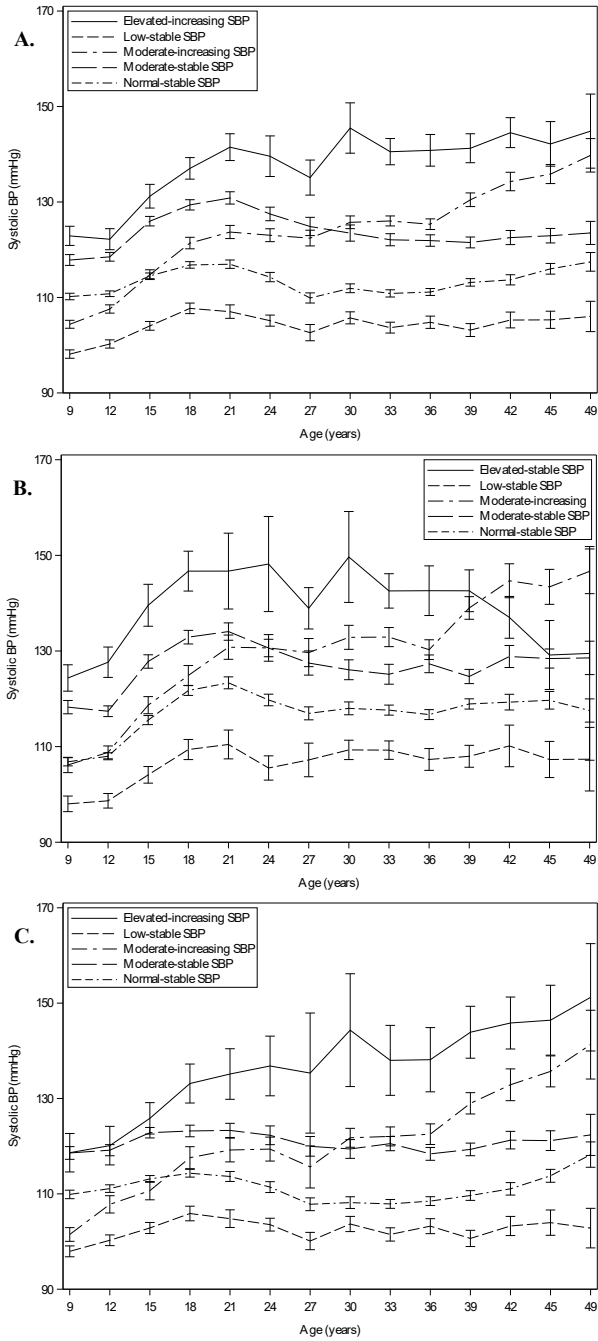 A.
Elevated-increasing SBP
Low-stable SBP
Moderate-increasing SBP
Moderate-stable SBP
Normal-stable SBP
Systolic BP (mmHg)
170
150
130
110
90
9 12 15 18 21 24 27 30 33 36 39 42 45 49
Age (years)
B.
Elevated-stable SBP
Low-stable SBP
Moderate-increasing
Moderate-stable SBP
Normal-stable SBP
Systolic BP (mmHg)
170
150
130
110
90
9 12 15 18 21 24 27 30 33 36 39 42 45 49
Age (years)
C.
Elevated-increasing SBP
Low-stable SBP
Moderate-increasing SBP
Moderate-stable SBP
Normal-stable SBP
Systolic BP (mmHg)
170
150
130
110
90
9 12 15 18 21 24 27 30 33 36 39 42 45 49
Age (years)